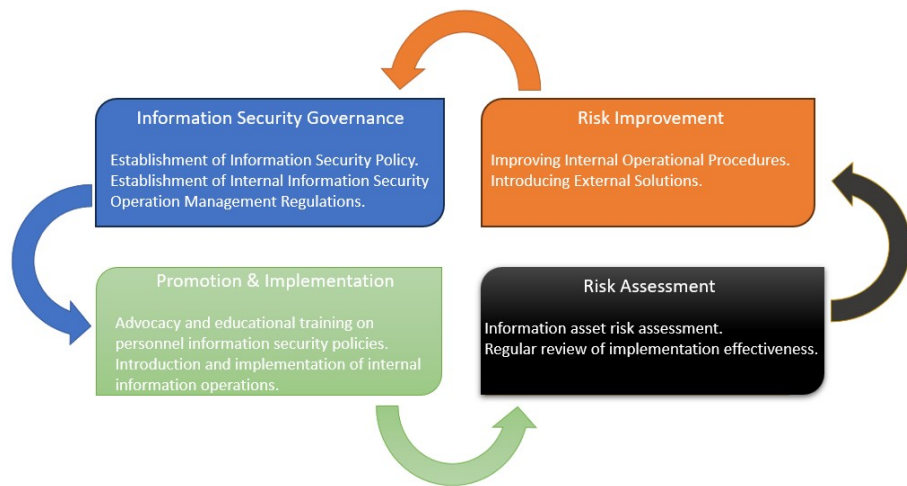 Information Security Governance
Establishment of Information Security Policy.
Establishment of Internal Information Security
Operation Management Regulations.
Risk Improvement
Improving Internal Operational Procedures.
Introducing External Solutions.
Promotion & Implementation
Advocacy and educational training on
personnel information security policies.
Introduction and implementation of internal
information operations.
Risk Assessment
Information asset risk assessment.
Regular review of implementation effectiveness.